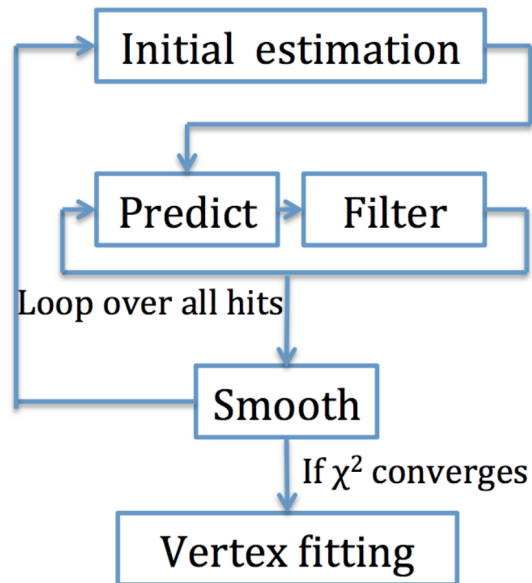 Initial estimation
Predict
Filter
Loop over all hits
Smooth
If χ² converges
Vertex fitting